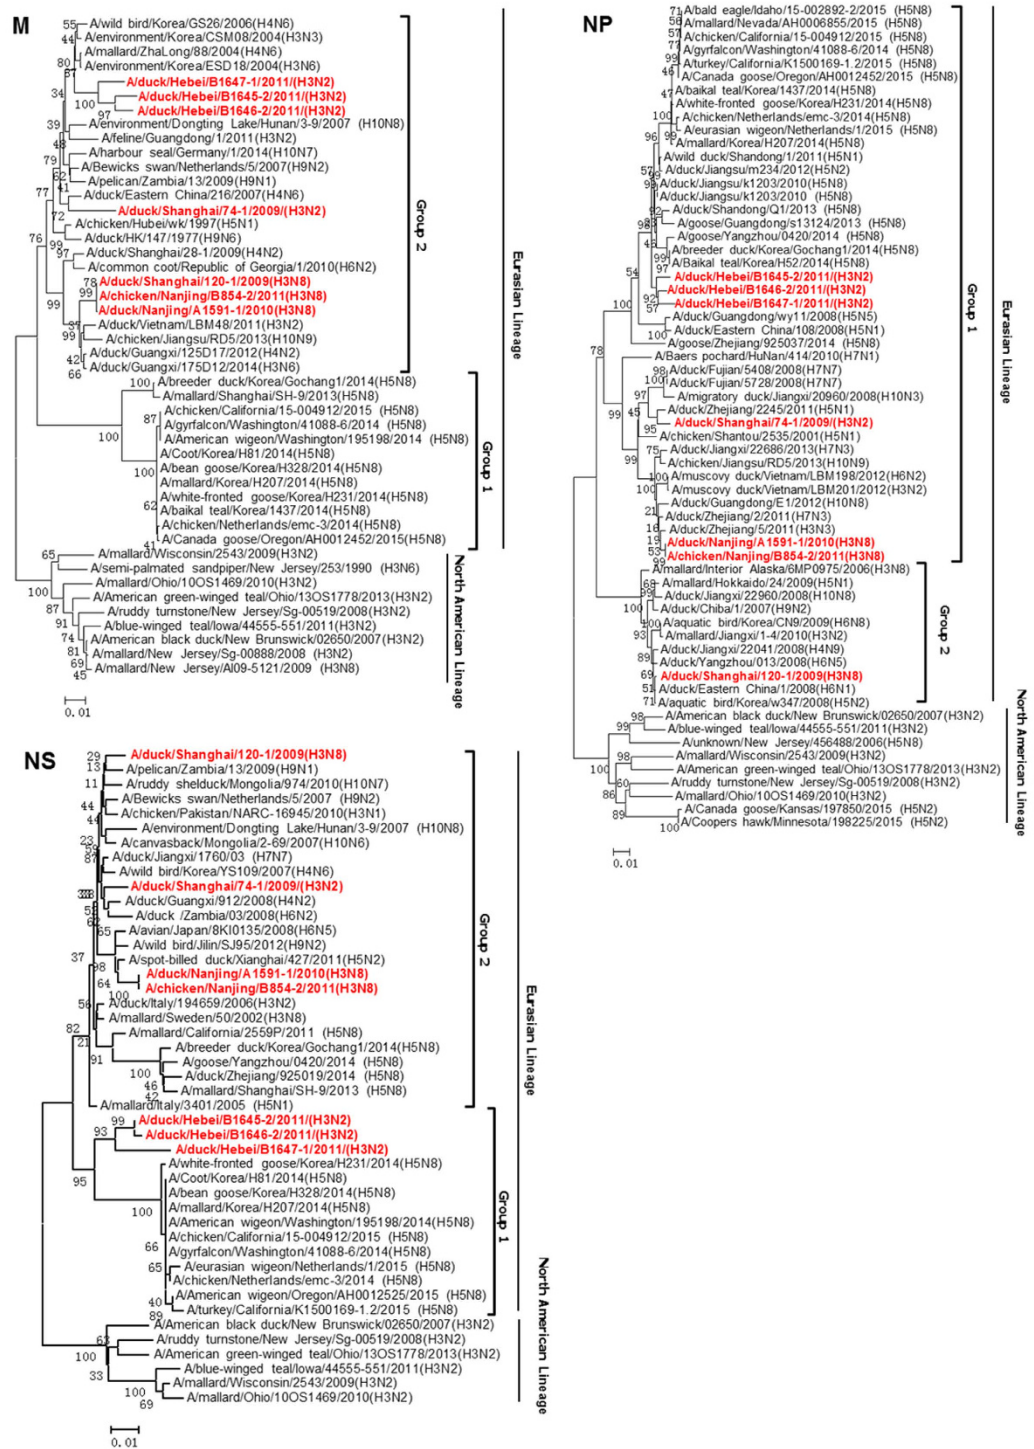 M
A/wild bird/Korea/GS26/2006(H4N6)
A/environment/Korea/CSM08/2004(H3N3)
A/mallard/ZhaLong/88/2004(H4N6)
A/environment/Korea/ESD18/2004(H3N6)
A/duck/Hebei/B1647-1/2011/(H3N2)
A/duck/Hebei/B1645-2/2011/(H3N2)
A/duck/Hebei/B1646-2/2011/(H3N2)
A/environment/Dongting Lake/Hunan/3-9/2007 (H10N8)
A/feline/Guangdong/1/2011(H3N2)
A/harbour seal/Germany/1/2014(H10N7)
A/Bewicks swan/Netherlands/5/2007(H9N2)
A/pelican/Zambia/13/2009(H9N1)
A/duck/Eastern China/216/2007(H4N6)
A/duck/Shanghai/74-1/2009/(H3N2)
A/chicken/Hubei/wk/1997(H5N1)
A/duck/HK/147/1977(H9N6)
A/duck/Shanghai/28-1/2009(H4N2)
A/common coot/Republic of Georgia/1/2010(H6N2)
A/duck/Shanghai/120-1/2009(H3N8)
A/chicken/Nanjing/B854-2/2011(H3N8)
A/duck/Nanjing/A1591-1/2010(H3N8)
A/duck/Vietnam/LBM48/2011(H3N2)
A/chicken/Jiangsu/RD5/2013(H10N9)
A/duck/Guangxi/125D17/2012(H4N2)
A/duck/Guangxi/175D12/2014(H3N6)
A/breeder duck/Korea/Gochang1/2014(H5N8)
A/mallard/Shanghai/SH-9/2013(H5N8)
A/chicken/California/15-004912/2015 (H5N8)
A/gyrfalcon/Washington/41088-6/2014 (H5N8)
A/American wigeon/Washington/195198/2014 (H5N8)
A/Coot/Korea/H81/2014(H5N8)
A/bean goose/Korea/H328/2014(H5N8)
A/mallard/Korea/H207/2014(H5N8)
A/white-fronted goose/Korea/H231/2014(H5N8)
A/baikal teal/Korea/1437/2014(H5N8)
A/chicken/Netherlands/emc-3/2014(H5N8)
A/Canada goose/Oregon/AH0012452/2015(H5N8)
A/mallard/Wisconsin/2543/2009(H3N2)
A/semi-palmated sandpiper/New Jersey/253/1990 (H3N6)
A/mallard/Ohio/10OS1469/2010(H3N2)
A/American green-winged teal/Ohio/13OS1778/2013(H3N2)
A/ruddy turnstone/New Jersey/Sg-00519/2008(H3N2)
A/blue-winged teal/Iowa/44555-551/2011(H3N2)
A/American black duck/New Brunswick/02650/2007(H3N2)
A/mallard/New Jersey/Sg-00888/2008 (H3N2)
A/mallard/New Jersey/Al09-5121/2009 (H3N8)
Group 2
Group 1
Eurasian Lineage
North American Lineage
0.01
NP
A/bald eagle/Idaho/15-002892-2/2015 (H5N8)
A/mallard/Nevada/AH0006855/2015 (H5N8)
A/chicken/California/15-004912/2015 (H5N8)
A/gyrfalcon/Washington/41088-6/2014 (H5N8)
A/turkey/California/K1500169-1.2/2015 (H5N8)
A/Canada goose/Oregon/AH0012452/2015 (H5N8)
A/baikal teal/Korea/1437/2014 (H5N8)
A/white-fronted goose/Korea/H231/2014 (H5N8)
A/chicken/Netherlands/emc-3/2014(H5N8)
A/eurasian wigeon/Netherlands/1/2015 (H5N8)
A/mallard/Korea/H207/2014 (H5N8)
A/wild duck/Shandong/1/2011(H5N1)
A/duck/Jiangsu/m234/2012 (H5N2)
A/duck/Jiangsu/k1203/2010(H5N8)
A/duck/Jiangsu/k1203/2010 (H5N8)
A/duck/Shandong/Q1/2013 (H5N8)
A/goose/Guangdong/s13124/2013 (H5N8)
A/goose/Yangzhou/0420/2014 (H5N8)
A/breeder duck/Korea/Gochang1/2014(H5N8)
A/Baikal teal/Korea/H52/2014(H5N8)
A/duck/Hebei/B1645-2/2011/(H3N2)
A/duck/Hebei/B1646-2/2011/(H3N2)
A/duck/Hebei/B1647-1/2011/(H3N2)
A/duck/Guangdong/wy11/2008(H5N5)
A/duck/Eastern China/108/2008(H5N1)
A/goose/Zhejiang/925037/2014 (H5N8)
A/Baers pochard/HuNan/414/2010(H7N1)
A/duck/Fujian/5408/2008(H7N7)
A/duck/Fujian/5728/2008(H7N7)
A/migratory duck/Jiangxi/20960/2008(H10N3)
A/duck/Zhejiang/2245/2011(H5N1)
A/duck/Shanghai/74-1/2009/(H3N2)
A/chicken/Shantou/2535/2001(H5N1)
A/duck/Jiangxi/22686/2013(H7N3)
A/chicken/Jiangsu/RD5/2013(H10N9)
A/muscovy duck/Vietnam/LBM198/2012(H6N2)
A/muscovy duck/Vietnam/LBM201/2012(H3N2)
A/duck/Guangdong/E1/2012(H10N8)
A/duck/Zhejiang/2/2011(H7N3)
A/duck/Zhejiang/5/2011(H3N3)
A/duck/Nanjing/A1591-1/2010(H3N8)
A/chicken/Nanjing/B854-2/2011(H3N8)
A/mallard/Interior Alaska/6MP0975/2006(H3N8)
A/mallard/Hokkaido/24/2009(H5N1)
A/duck/Jiangxi/22960/2008(H10N8)
A/duck/Chiba/1/2007(H9N2)
A/aquatic bird/Korea/CN9/2009(H6N8)
A/mallard/Jiangxi/1-4/2010(H3N2)
A/duck/Jiangxi/22041/2008(H4N9)
A/duck/Yangzhou/013/2008(H6N5)
A/duck/Shanghai/120-1/2009(H3N8)
A/duck/Eastern China/1/2008(H6N1)
A/aquatic bird/Korea/w347/2008(H5N2)
A/American black duck/New Brunswick/02650/2007(H3N2)
A/blue-winged teal/Iowa/44555-551/2011(H3N2)
A/unknown/New Jersey/456488/2006(H5N8)
A/mallard/Wisconsin/2543/2009(H3N2)
A/American green-winged teal/Ohio/13OS1778/2013(H3N2)
A/ruddy turnstone/New Jersey/Sg-00519/2008(H3N2)
A/mallard/Ohio/10OS1469/2010(H3N2)
A/Canada goose/Kansas/197850/2015 (H5N2)
A/Coopers hawk/Minnesota/198225/2015 (H5N2)
Group 1
Group 2
Eurasian Lineage
North American Lineage
0.01
NS
A/duck/Shanghai/120-1/2009(H3N8)
A/pelican/Zambia/13/2009(H9N1)
A/ruddy shelduck/Mongolia/974/2010(H10N7)
A/Bewicks swan/Netherlands/5/2007 (H9N2)
A/chicken/Pakistan/NARC-16945/2010(H3N1)
A/environment/Dongting Lake/Hunan/3-9/2007 (H10N8)
A/canvasback/Mongolia/2-69/2007(H10N6)
A/duck/Jiangxi/1760/03 (H7N7)
A/wild bird/Korea/YS109/2007(H4N6)
A/duck/Shanghai/74-1/2009/(H3N2)
A/duck/Guangxi/912/2008(H4N2)
A/duck /Zambia/03/2008(H6N2)
A/avian/Japan/8KI0135/2008(H6N5)
A/wild bird/Jilin/SJ95/2012(H9N2)
A/spot-billed duck/Xianghai/427/2011(H5N2)
A/duck/Nanjing/A1591-1/2010(H3N8)
A/chicken/Nanjing/B854-2/2011(H3N8)
A/duck/Italy/194659/2006(H3N2)
A/mallard/Sweden/50/2002(H3N8)
A/mallard/California/2559P/2011 (H5N8)
A/breeder duck/Korea/Gochang1/2014(H5N8)
A/goose/Yangzhou/0420/2014 (H5N8)
A/duck/Zhejiang/925019/2014 (H5N8)
A/mallard/Shanghai/SH-9/2013 (H5N8)
A/mallard/Italy/3401/2005 (H5N1)
A/duck/Hebei/B1645-2/2011/(H3N2)
A/duck/Hebei/B1646-2/2011/(H3N2)
A/duck/Hebei/B1647-1/2011/(H3N2)
A/white-fronted goose/Korea/H231/2014(H5N8)
A/Coot/Korea/H81/2014(H5N8)
A/bean goose/Korea/H328/2014(H5N8)
A/mallard/Korea/H207/2014(H5N8)
A/American wigeon/Washington/195198/2014(H5N8)
A/chicken/California/15-004912/2015 (H5N8)
A/gyrfalcon/Washington/41088-6/2014(H5N8)
A/eurasian wigeon/Netherlands/1/2015 (H5N8)
A/chicken/Netherlands/emc-3/2014 (H5N8)
A/American wigeon/Oregon/AH0012525/2015 (H5N8)
A/turkey/California/K1500169-1.2/2015 (H5N8)
A/American black duck/New Brunswick/02650/2007(H3N2)
A/ruddy turnstone/New Jersey/Sg-00519/2008(H3N2)
A/American green-winged teal/Ohio/13OS1778/2013(H3N2)
A/blue-winged teal/Iowa/44555-551/2011(H3N2)
A/mallard/Wisconsin/2543/2009(H3N2)
A/mallard/Ohio/10OS1469/2010(H3N2)
Group 2
Group 1
Eurasian Lineage
North American Lineage
0.01